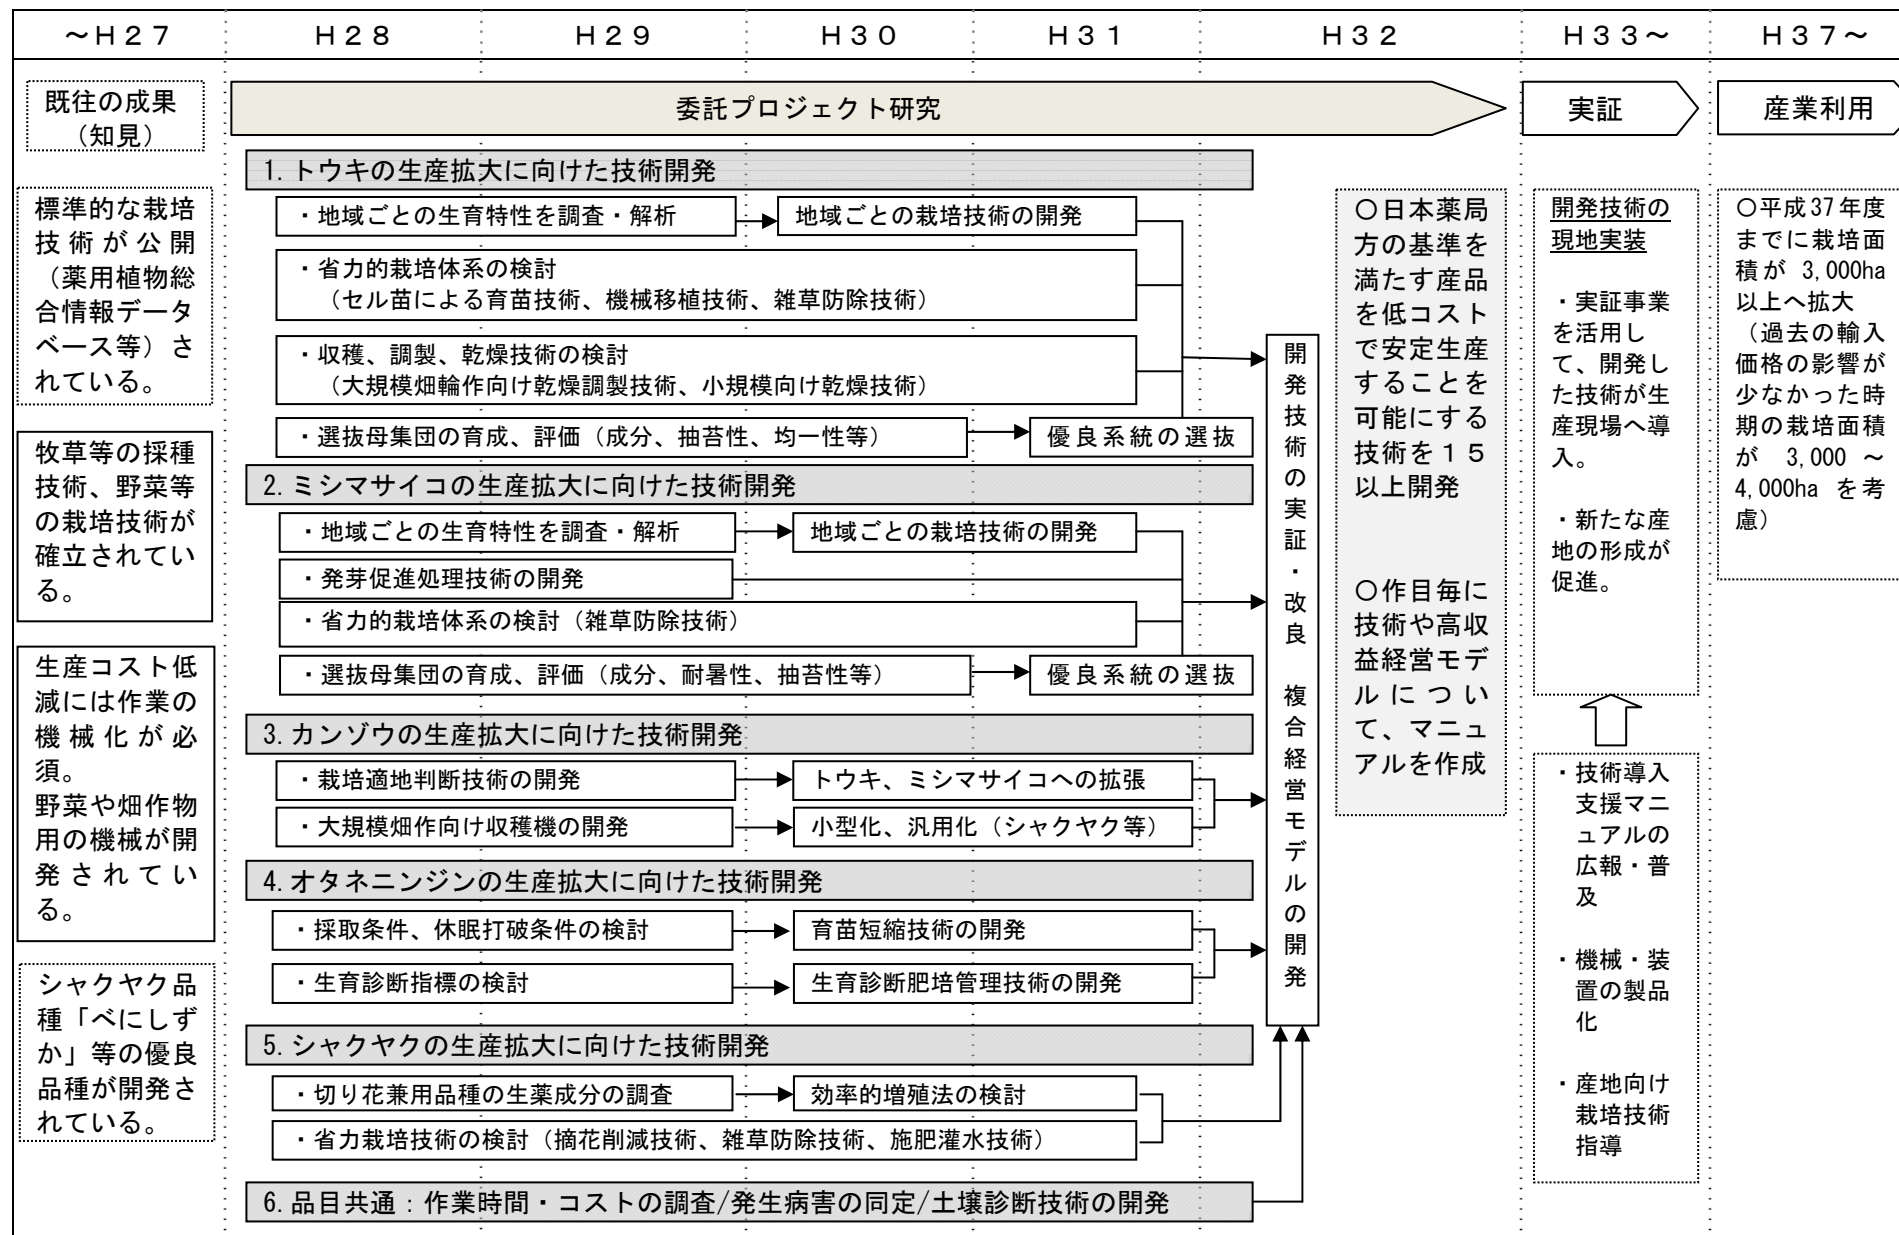 ～Ｈ２７
Ｈ２８
Ｈ２９
Ｈ３０
Ｈ３１
Ｈ３２
Ｈ３３～
Ｈ３７～
既往の成果
（知見）
委託プロジェクト研究
実証
産業利用
標準的な栽培
技術が公開
（薬用植物総
合情報データ
ベース等）さ
れている。
牧草等の採種
技術、野菜等
の栽培技術が
確立されてい
る。
生産コスト低
減には作業の
機械化が必
須。
野菜や畑作物
用の機械が開
発されてい
る。
シャクヤク品
種「べにしず
か」等の優良
品種が開発さ
れている。
1.トウキの生産拡大に向けた技術開発
・地域ごとの生育特性を調査・解析
地域ごとの栽培技術の開発
・省力的栽培体系の検討
（セル苗による育苗技術、機械移植技術、雑草防除技術）
・収穫、調製、乾燥技術の検討
（大規模畑輪作向け乾燥調製技術、小規模向け乾燥技術）
・選抜母集団の育成、評価（成分、抽苔性、均一性等）
優良系統の選抜
2.ミシマサイコの生産拡大に向けた技術開発
・地域ごとの生育特性を調査・解析
地域ごとの栽培技術の開発
・発芽促進処理技術の開発
・省力的栽培体系の検討（雑草防除技術）
・選抜母集団の育成、評価（成分、耐暑性、抽苔性等）
優良系統の選抜
3.カンゾウの生産拡大に向けた技術開発
・栽培適地判断技術の開発
トウキ、ミシマサイコへの拡張
・大規模畑作向け収穫機の開発
小型化、汎用化（シャクヤク等）
4.オタネニンジンの生産拡大に向けた技術開発
・採取条件、休眠打破条件の検討
育苗短縮技術の開発
・生育診断指標の検討
生育診断肥培管理技術の開発
5.シャクヤクの生産拡大に向けた技術開発
・切り花兼用品種の生薬成分の調査
効率的増殖法の検討
・省力栽培技術の検討（摘花削減技術、雑草防除技術、施肥灌水技術）
6.品目共通：作業時間・コストの調査/発生病害の同定/土壌診断技術の開発
開発技術の実証・改良　複合経営モデルの開発
○日本薬局
方の基準を
満たす産品
を低コスト
で安定生産
することを
可能にする
技術を１５
以上開発
○作目毎に
技術や高収
益経営モデ
ルについ
て、マニュ
アルを作成
開発技術の
現地実装
・実証事業
を活用し
て、開発し
た技術が生
産現場へ導
入。
・新たな産
地の形成が
促進。
・技術導入
支援マニ
ュアルの
広報・普
及
・機械・装
置の製品
化
・産地向け
栽培技術
指導
○平成37年度
までに栽培面
積が 3,000ha
以上へ拡大
（過去の輸入
価格の影響が
少なかった時
期の栽培面積
が 3,000 ～
4,000ha を考
慮）